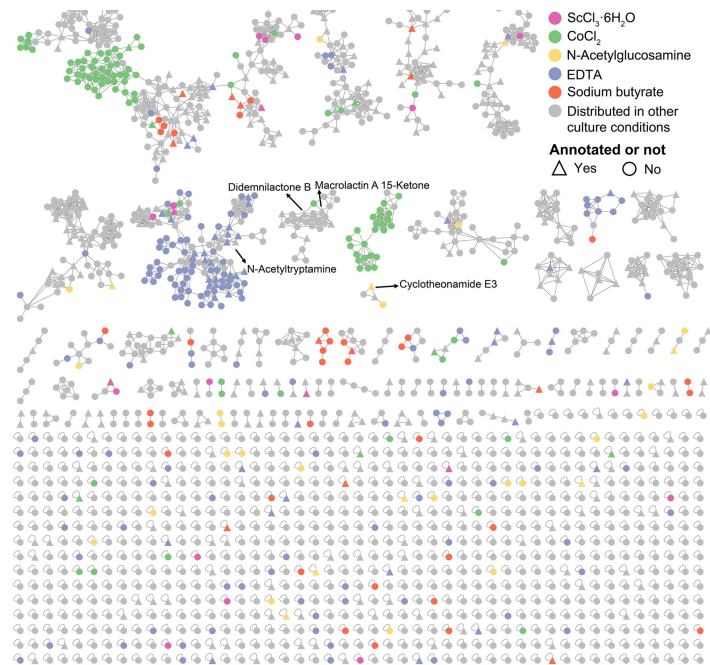 ScCl₃·6H₂O
CoCl₂
N-Acetylglucosamine
EDTA
Sodium butyrate
Distributed in other
culture conditions
Annotated or not
Yes No
Didemnilactone B Macrolactin A 15-Ketone
N-Acetyltryptamine
Cyclotheonamide E3